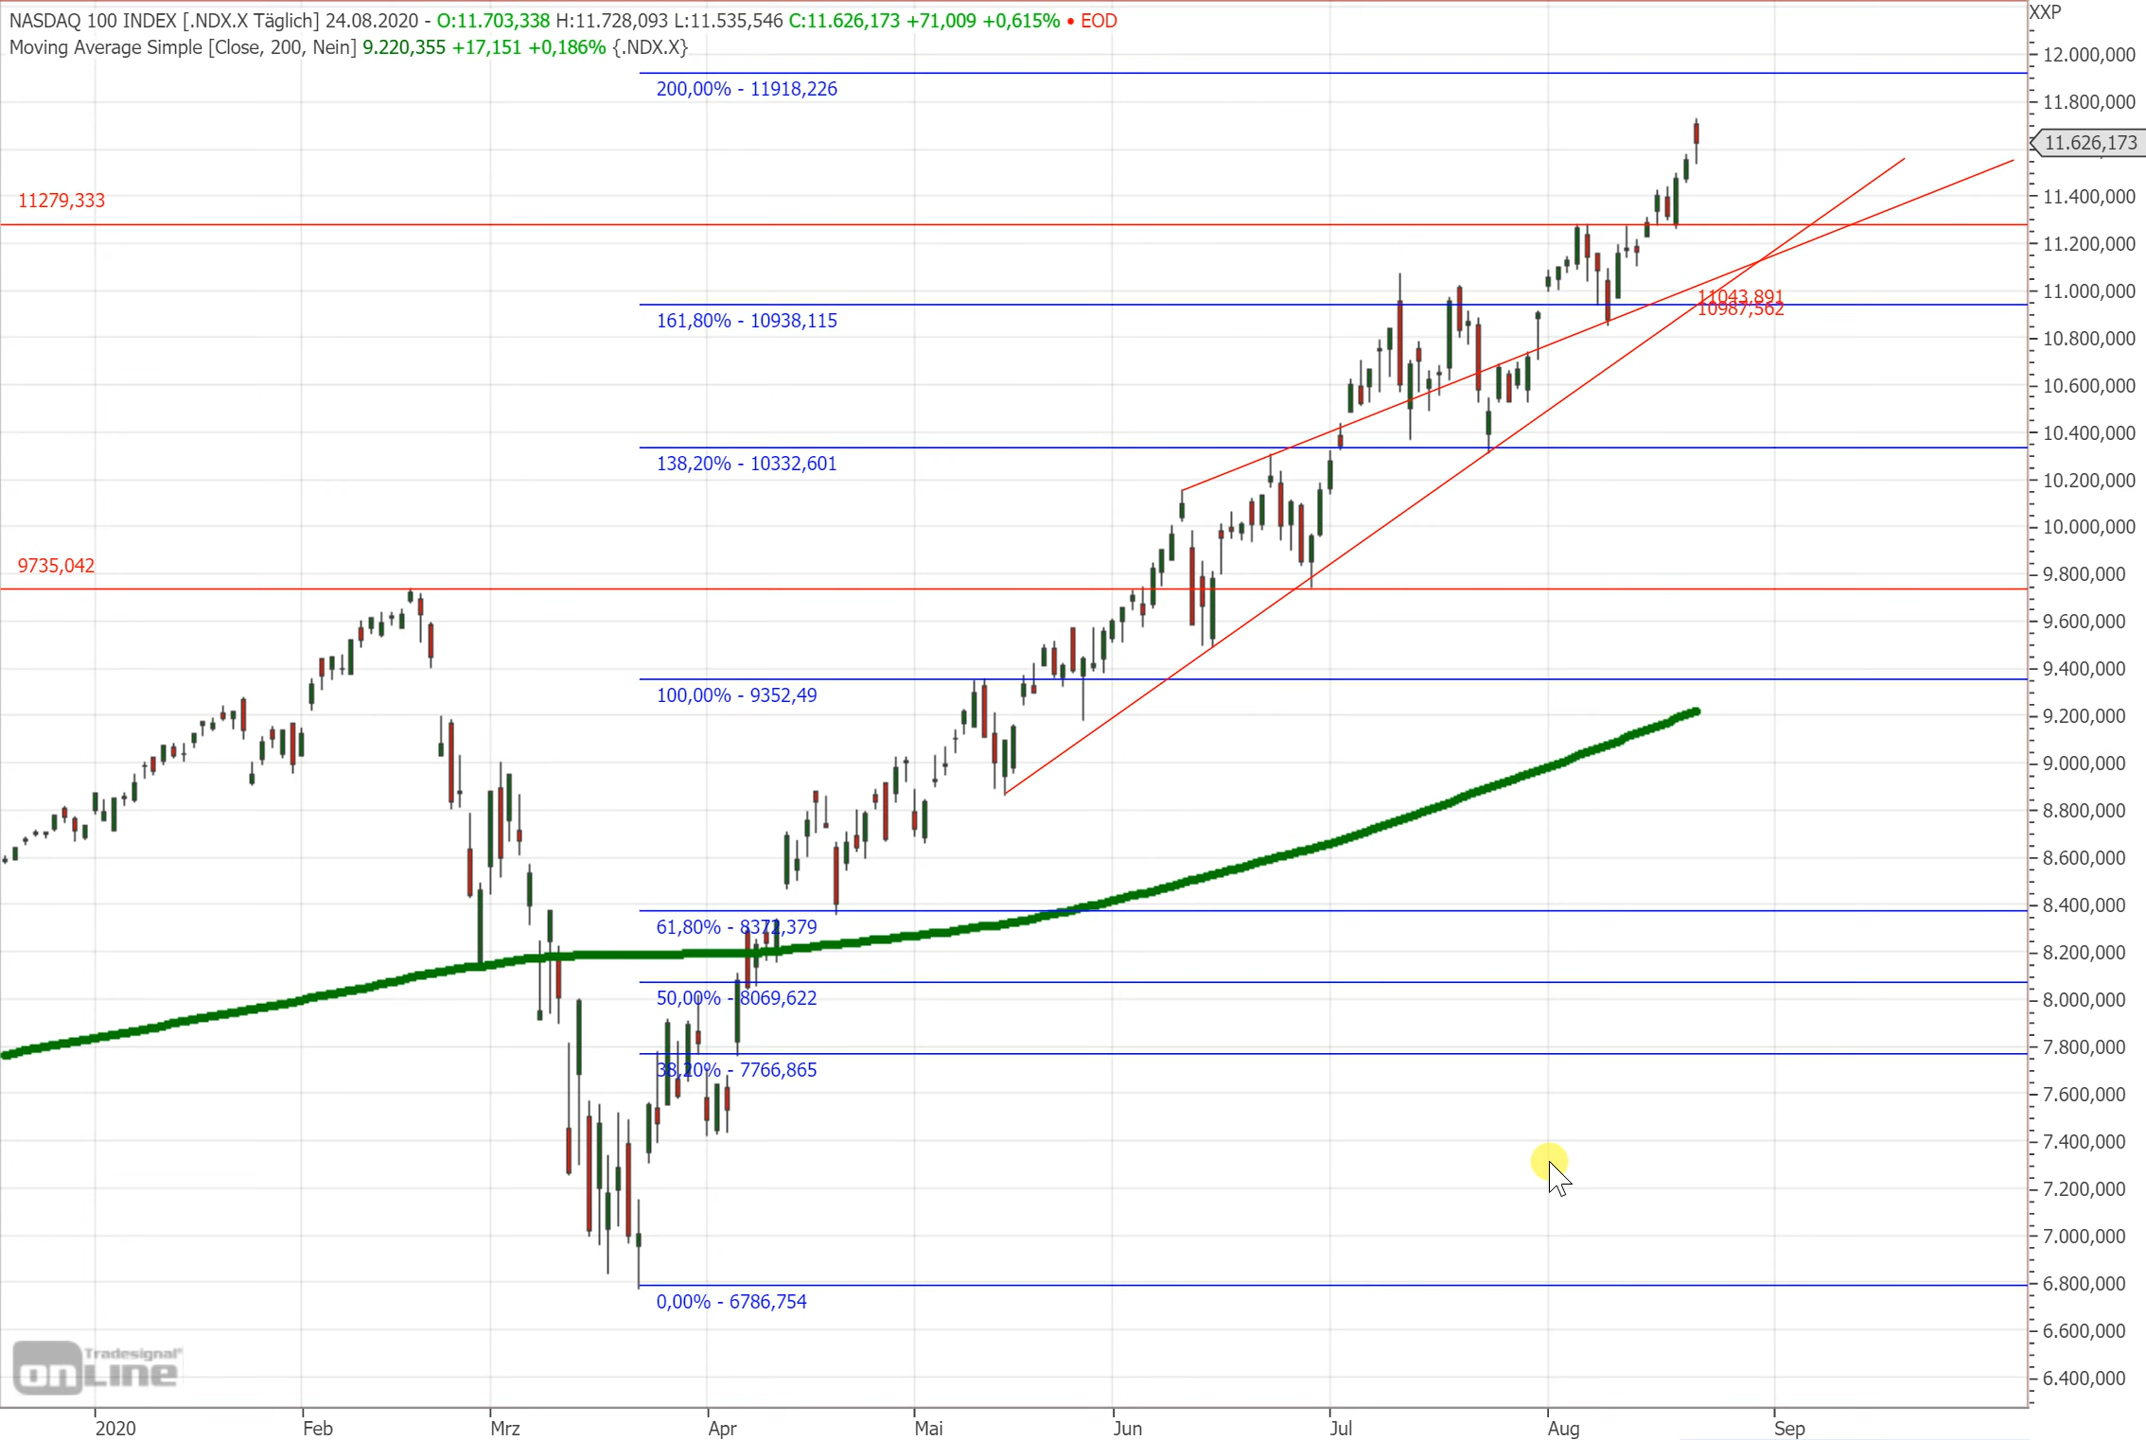 NASDAQ 100 INDEX [.NDX.X Täglich] 24.08.2020 - O:11.703,338 H:11.728,093 L:11.535,546 C:11.626,173 +71,009 +0,615% • EOD
Moving Average Simple [Close, 200, Nein] 9.220,355 +17,151 +0,186% {.NDX.X}
XXP
12.000,000
200,00% - 11918,226
11.800,000
11.626,173
11279,333
11.400,000
11.200,000
11043,891
11.000,000
10987,562
161,80% - 10938,115
10.800,000
10.600,000
10.400,000
138,20% - 10332,601
10.200,000
10.000,000
9735,042
9.800,000
9.600,000
9.400,000
100,00% - 9352,49
9.200,000
9.000,000
8.800,000
8.600,000
8.400,000
61,80% - 8372,379
8.200,000
50,00% - 8069,622
8.000,000
7.800,000
38,20% - 7766,865
7.600,000
7.400,000
7.200,000
7.000,000
6.800,000
0,00% - 6786,754
6.600,000
6.400,000
Tradesignal®
onLine
2020 Feb Mrz Apr Mai Jun Jul Aug Sep